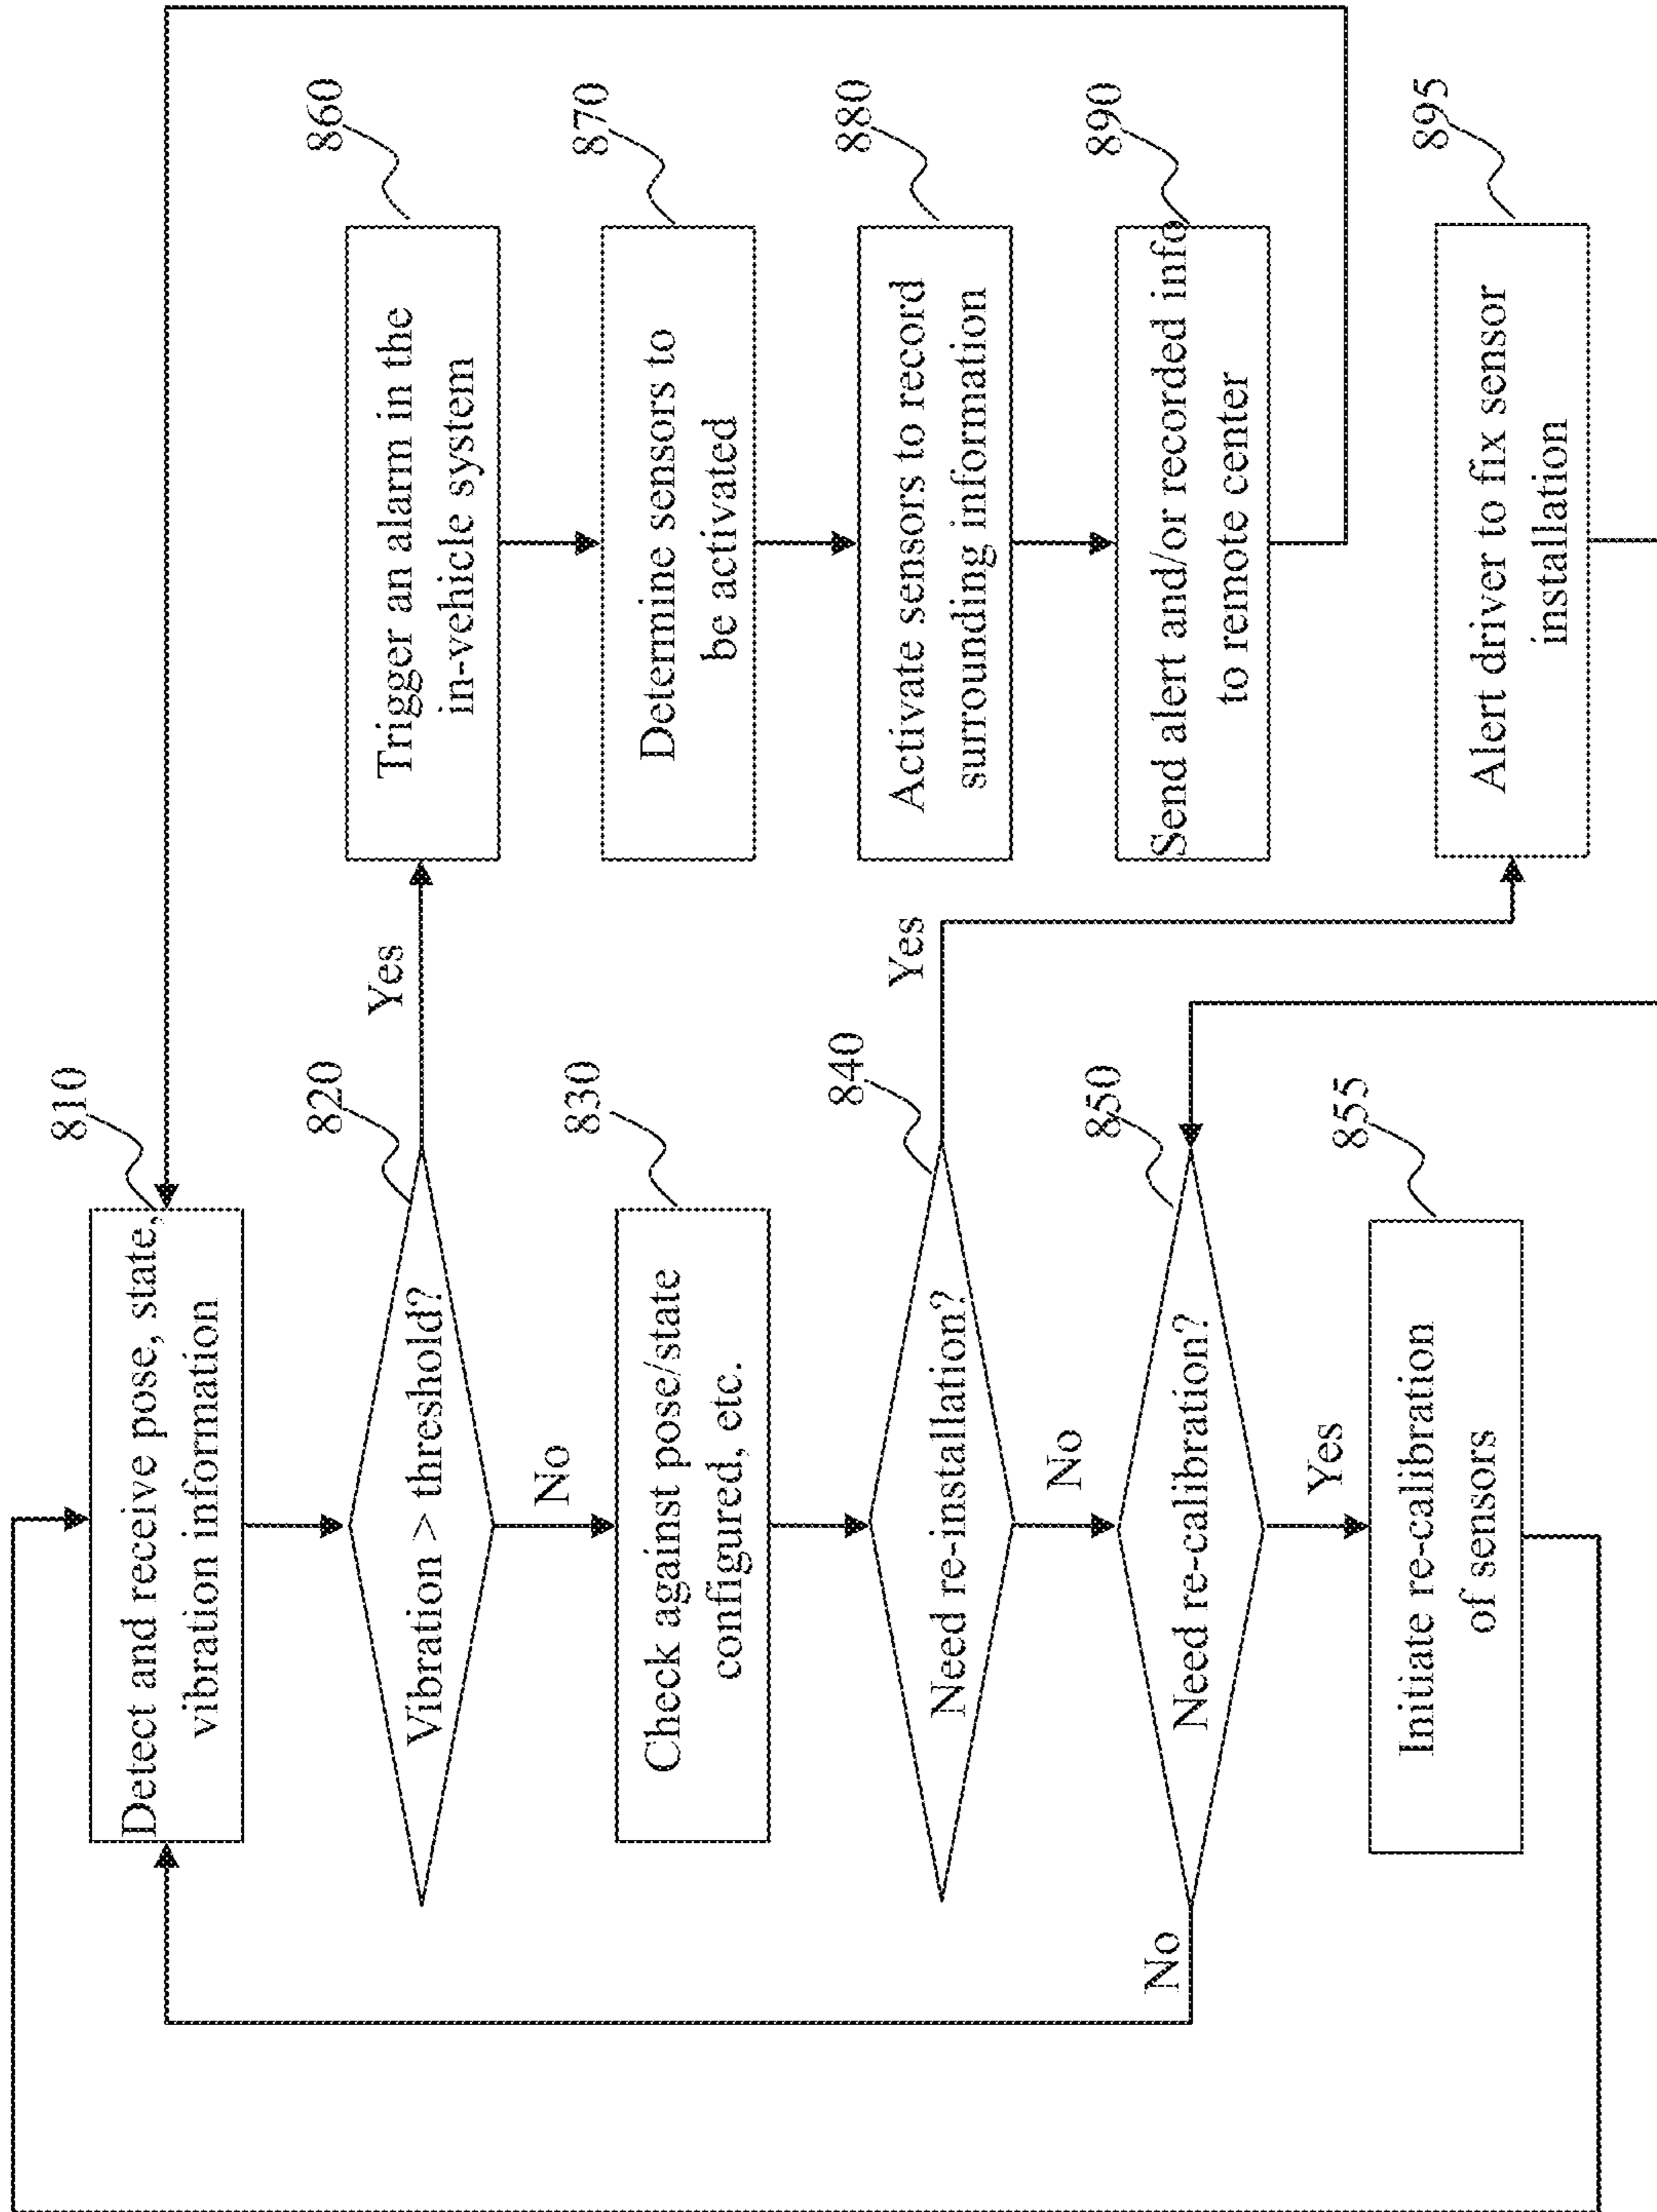 810
Detect and receive pose, state,
vibration information
820
Vibration > threshold?
Yes
No
830
Check against pose/state
configured, etc.
840
Need re-installation?
Yes
No
850
Need re-calibration?
No
Yes
855
Initiate re-calibration
of sensors
860
Trigger an alarm in the
in-vehicle system
870
Determine sensors to
be activated
880
Activate sensors to record
surrounding information
890
Send alert and/or recorded info
to remote center
895
Alert driver to fix sensor
installation